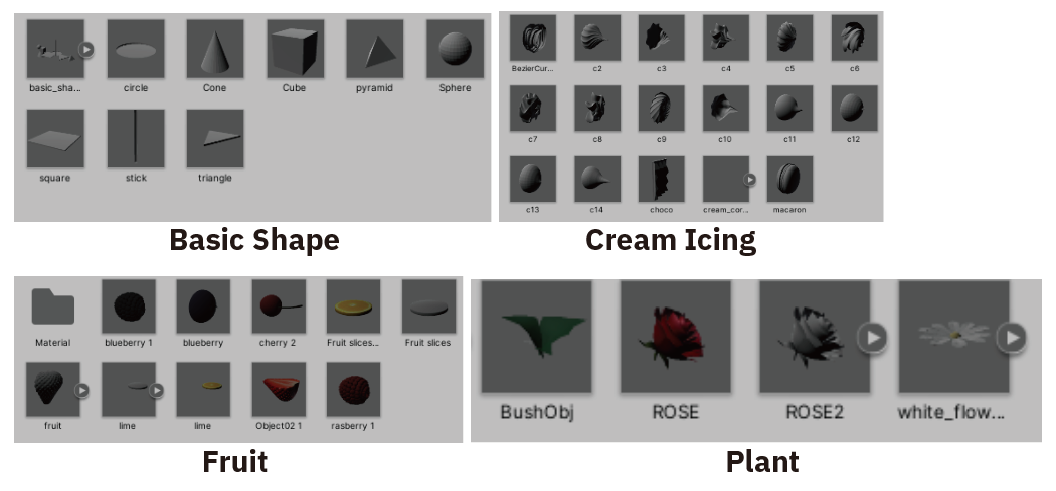 basic_sha...
circle
Cone
Cube
pyramid
Sphere
square
stick
triangle
Basic Shape
BezierCur...
c2
c3
c4
c5
c6
c7
c8
c9
c10
c11
c12
c13
c14
choco
cream_cor...
macaron
Cream Icing
Material
blueberry 1
blueberry
cherry 2
Fruit slices...
Fruit slices
fruit
lime
lime
Object02 1
rasberry 1
Fruit
BushObj
ROSE
ROSE2
white_flow...
Plant